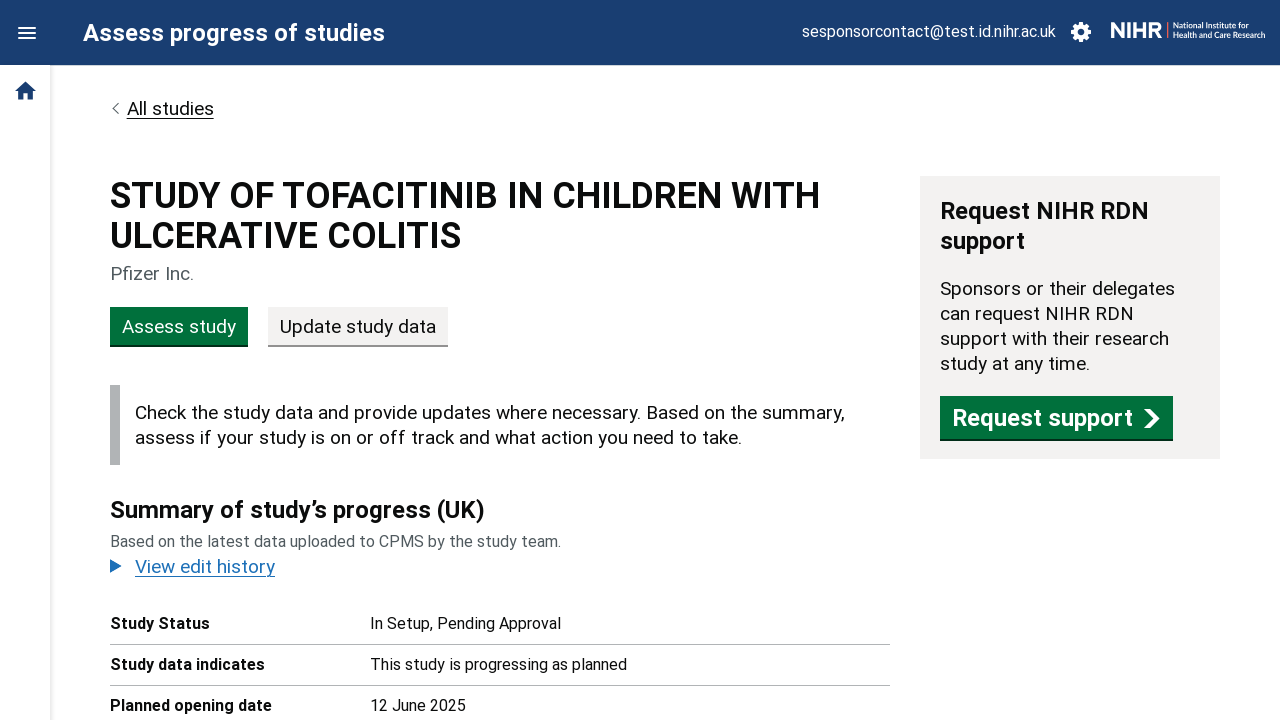 Assess progress of studies
sesponsorcontact@test.id.nihr.ac.uk
NIHR
National Institute for
Health and Care Research
All studies
STUDY OF TOFACITINIB IN CHILDREN WITH
ULCERATIVE COLITIS
Pfizer Inc.
Assess study
Update study data
Check the study data and provide updates where necessary. Based on the summary,
assess if your study is on or off track and what action you need to take.
Summary of study’s progress (UK)
Based on the latest data uploaded to CPMS by the study team.
View edit history
Study Status In Setup, Pending Approval
Study data indicates This study is progressing as planned
Planned opening date 12 June 2025
Request NIHR RDN
support
Sponsors or their delegates
can request NIHR RDN
support with their research
study at any time.
Request support